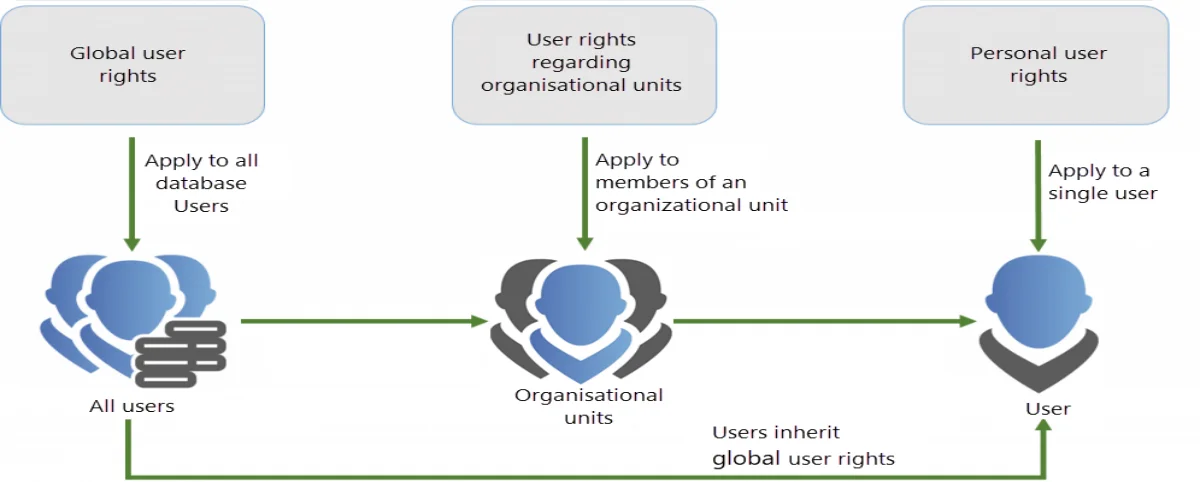 Global user
rights
User rights
regarding
organisational units
Personal user
rights
Apply to all
database
Users
Apply to
members of an
organizational unit
Apply to a
single user
All users
Organisational
units
User
Users inherit
global user rights